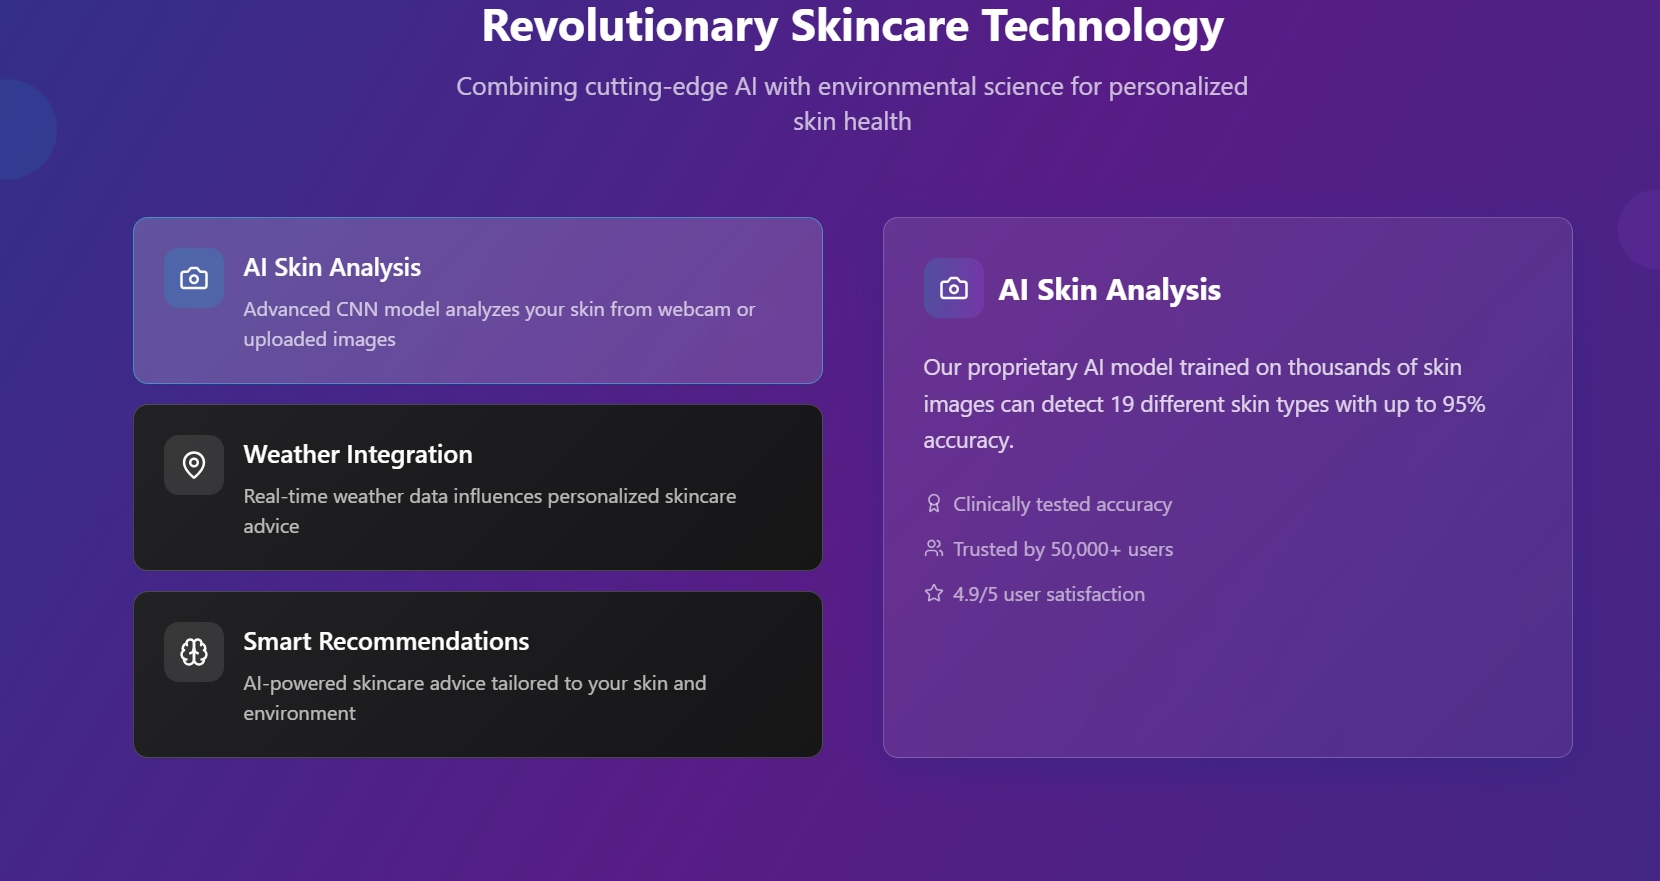 Revolutionary Skincare Technology
Combining cutting-edge AI with environmental science for personalized
skin health
AI Skin Analysis
Advanced CNN model analyzes your skin from webcam or
uploaded images
Weather Integration
Real-time weather data influences personalized skincare
advice
Smart Recommendations
AI-powered skincare advice tailored to your skin and
environment
AI Skin Analysis
Our proprietary AI model trained on thousands of skin
images can detect 19 different skin types with up to 95%
accuracy.
Clinically tested accuracy
Trusted by 50,000+ users
4.9/5 user satisfaction